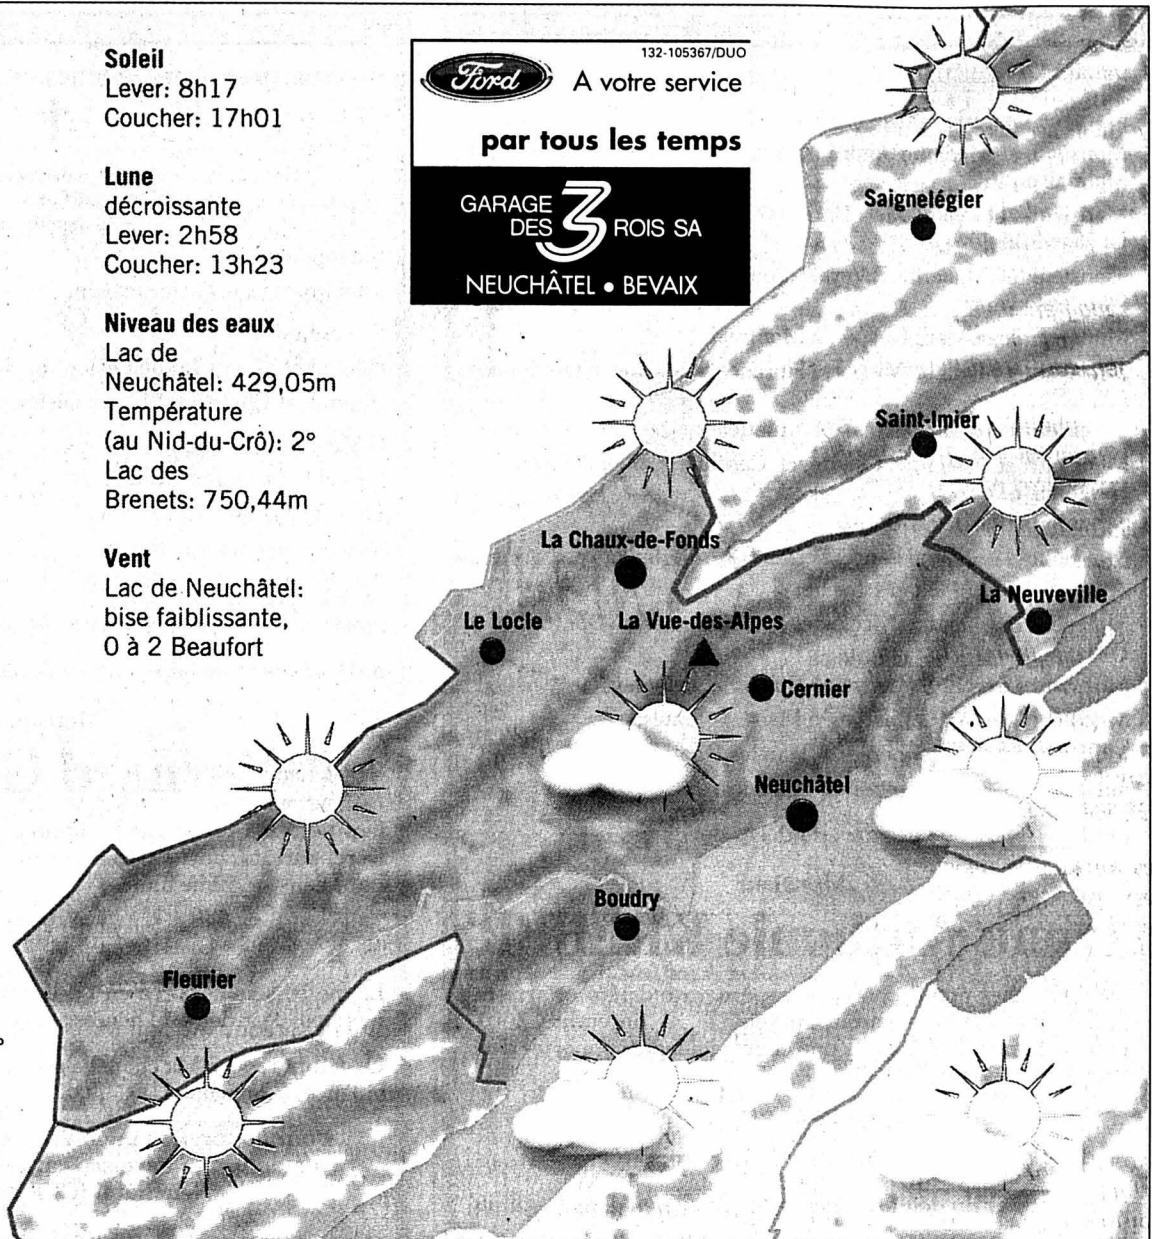 Soleil
Lever: 8h17
Coucher: 17h01
Lune
décroissante
Lever: 2h58
Coucher: 13h23
Niveau des eaux
Lac de
Neuchâtel: 429,05m
Température
(au Nid-du-Crô): 2°
Lac des
Brenets: 750,44m
Vent
Lac de Neuchâtel:
bise faiblissante,
0 à 2 Beaufort
132-105367/DUO
Ford
A votre service
par tous les temps
GARAGE
DES 3 ROIS SA
NEUCHÂTEL • BEVAIX
Saignelégier
Saint-Imier
La Chaux-de-Fonds
La Neuveville
Le Locle
La Vue-des-Alpes
Cernier
Neuchâtel
Boudry
Fleurier